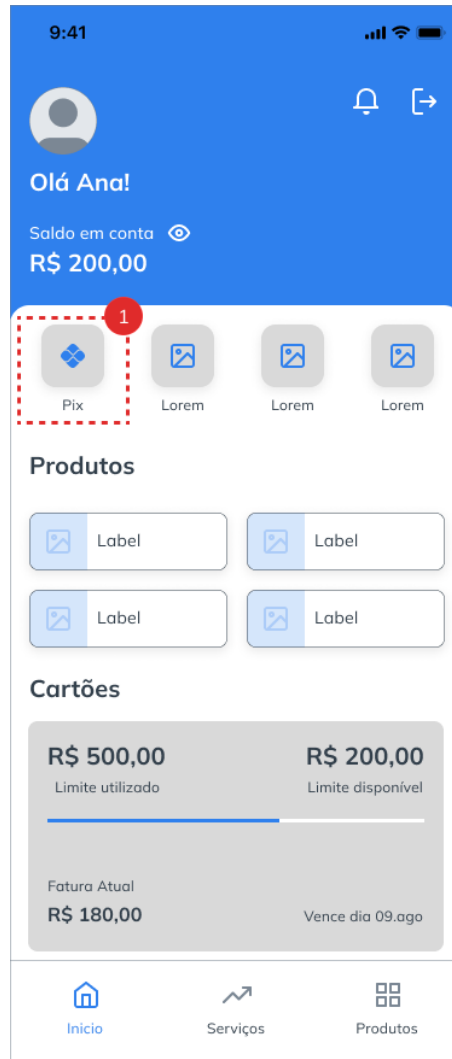 9:41
Olá Ana!
Saldo em conta
R$ 200,00
1
Pix Lorem Lorem Lorem
Produtos
Label Label
Label Label
Cartões
R$ 500,00 R$ 200,00
Limite utilizado Limite disponível
Fatura Atual
R$ 180,00 Vence dia 09.ago
Inicio Serviços Produtos